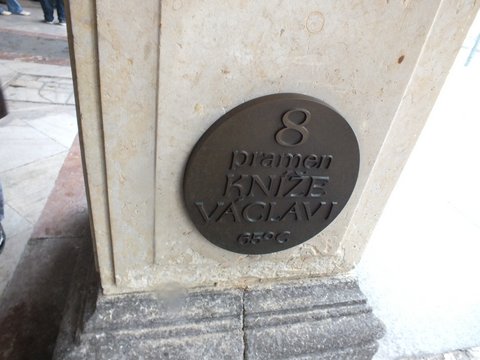 8
pramen
KNÍŽE
VÁCLAV I
65°C